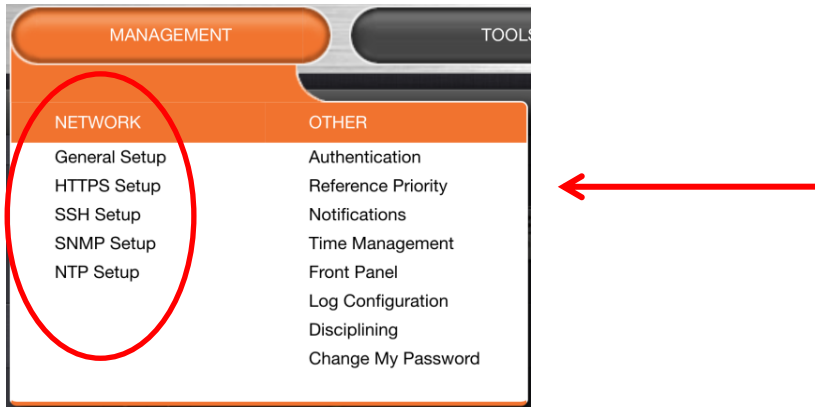 MANAGEMENT
TOOLS
NETWORK
General Setup
HTTPS Setup
SSH Setup
SNMP Setup
NTP Setup
OTHER
Authentication
Reference Priority
Notifications
Time Management
Front Panel
Log Configuration
Disciplining
Change My Password